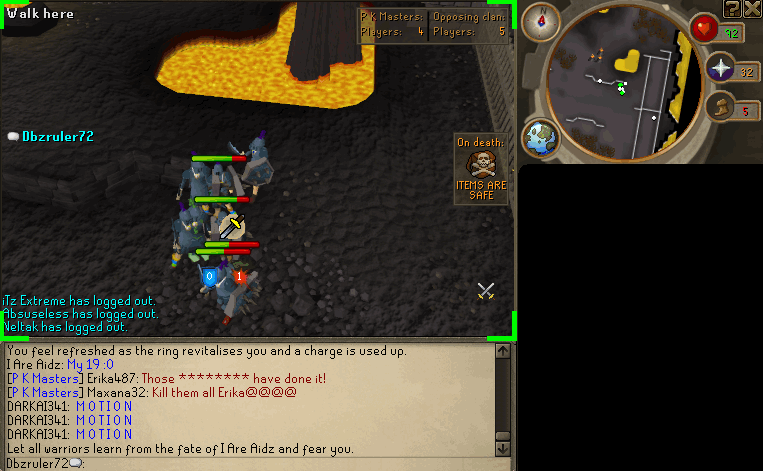 Walk here
P K Masters: Opposing clan:
Players: 4 Players: 5
92
32
5
Dbzruler72
On death:
ITEMS ARE
SAFE
0 1
iTz Extreme has logged out.
Absuseless has logged out.
Neltak has logged out.
You feel refreshed as the ring revitalises you and a charge is used up.
I Are Aidz: My 19 :0
[P K Masters] Erika487: Those ******** have done it!
[P K Masters] Maxana32: Kill them all Erika@@@@
DARKAI341: M O T I O N
DARKAI341: M O T I O N
DARKAI341: M O T I O N
Let all warriors learn from the fate of I Are Aidz and fear you.
Dbzruler72: